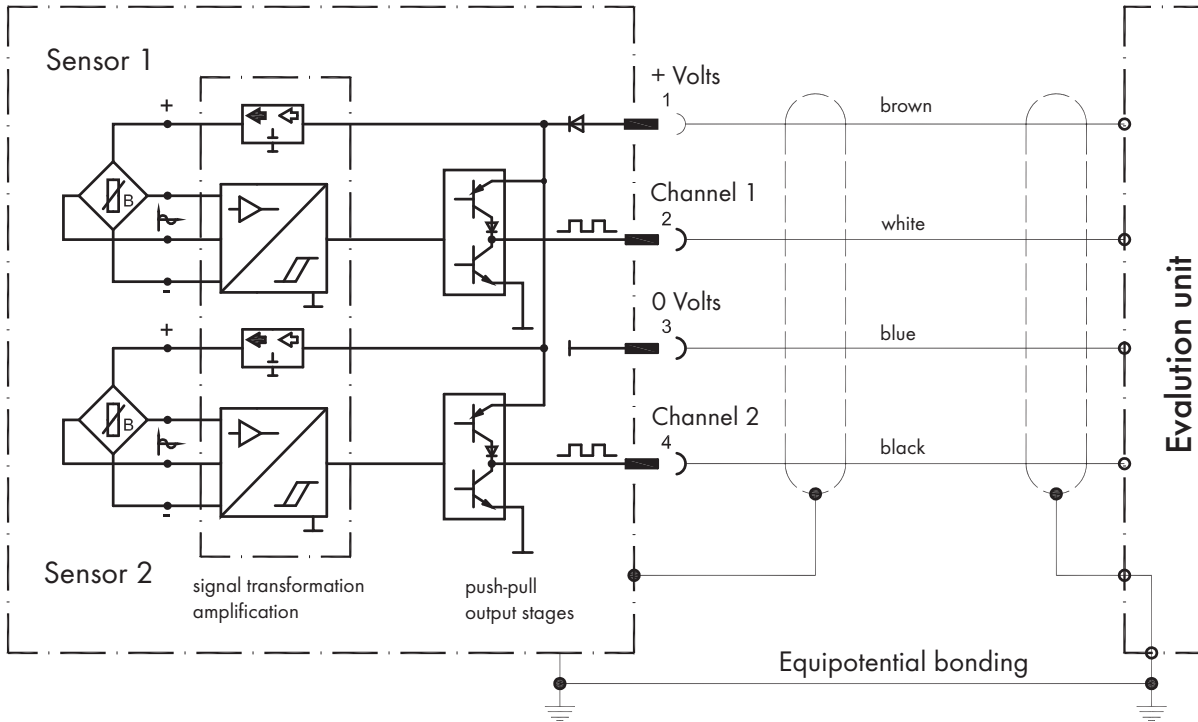 Sensor 1
+
B
-
+
B
-
Sensor 2
signal transformation
amplification
push-pull
output stages
+ Volts
1
Channel 1
2
0 Volts
3
Channel 2
4
brown
white
blue
black
Evalution unit
Equipotential bonding